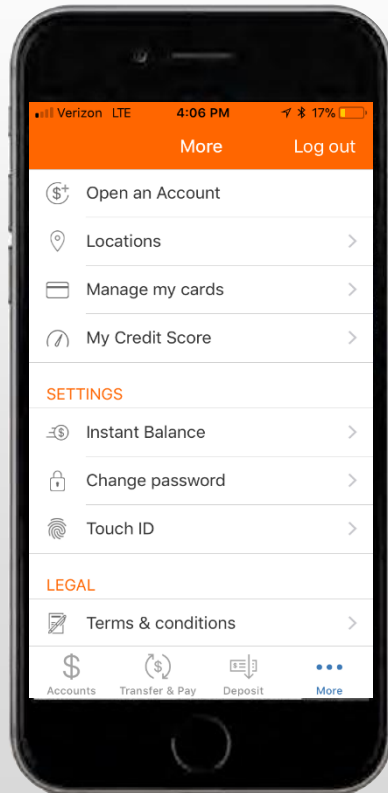 Verizon LTE 4:06 PM 17%
More Log out
$+ Open an Account
Locations
Manage my cards
My Credit Score
SETTINGS
$ Instant Balance
Change password
Touch ID
LEGAL
Terms & conditions
$ $ $
Accounts Transfer & Pay Deposit More